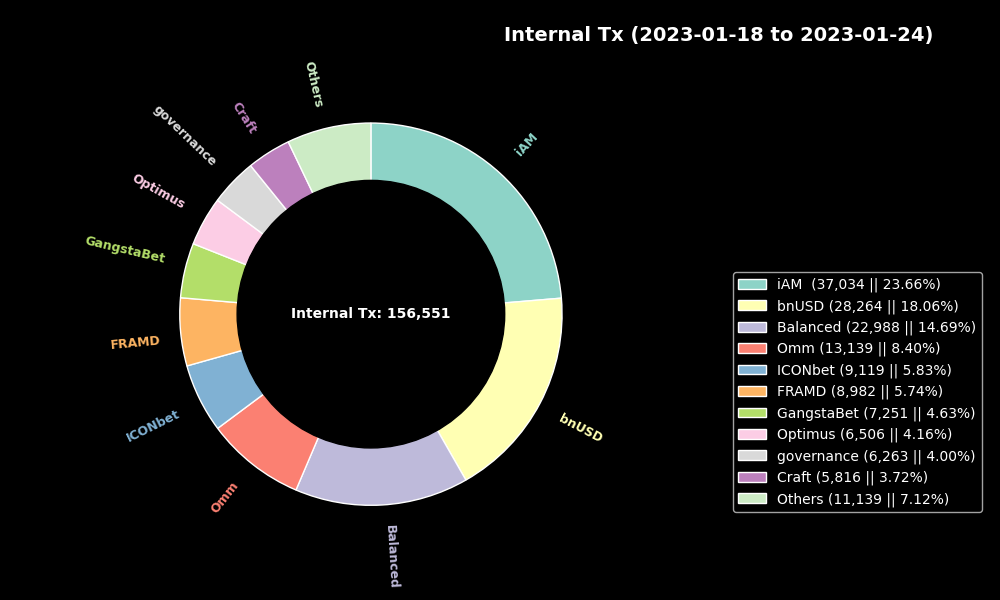 Internal Tx (2023-01-18 to 2023-01-24)
Others
Craft
governance
iAM
Optimus
GangstaBet
FRAMD
Internal Tx: 156,551
ICONbet
bnUSD
Omm
Balanced
iAM  (37,034 || 23.66%)
bnUSD (28,264 || 18.06%)
Balanced (22,988 || 14.69%)
Omm (13,139 || 8.40%)
ICONbet (9,119 || 5.83%)
FRAMD (8,982 || 5.74%)
GangstaBet (7,251 || 4.63%)
Optimus (6,506 || 4.16%)
governance (6,263 || 4.00%)
Craft (5,816 || 3.72%)
Others (11,139 || 7.12%)